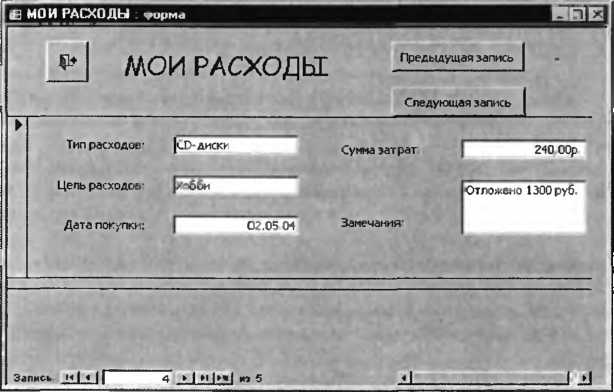 МОИ РАСХОДЫ : форма
МОИ РАСХОДЫ
Предыдущая запись
Следующая запись
Тип расходов: CD-диски
Сумма затрат: 240,00р.
Цель расходов: Хобби
Отложено 1300 руб.
Дата покупки: 02.05.04
Замечания:
Запись: 4 из 5